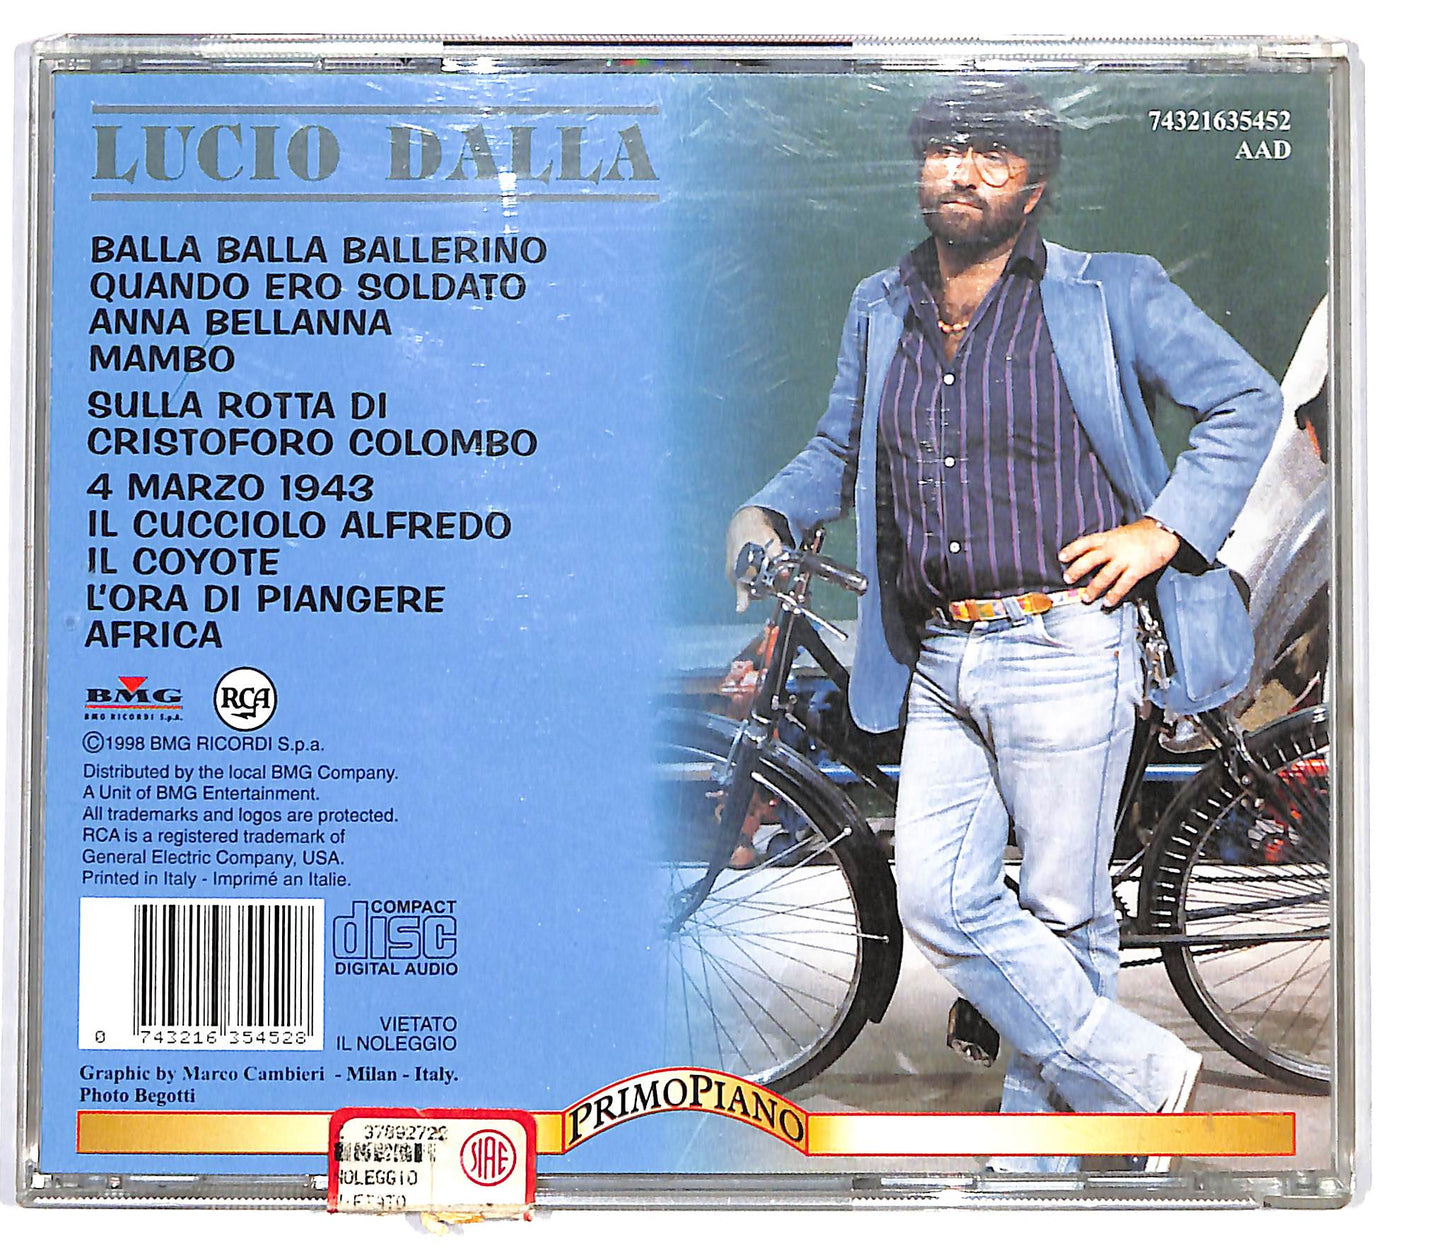 LUCIO DALLA
74321635452
AAD
BALLA BALLA BALLERINO
QUANDO ERO SOLDATO
ANNA BELLANNA
MAMBO
SULLA ROTTA DI
CRISTOFORO COLOMBO
4 MARZO 1943
IL CUCCIOLO ALFREDO
IL COYOTE
L'ORA DI PIANGERE
AFRICA
BMG
BMG RICORDI S.p.A.
RCA
©1998 BMG RICORDI S.p.a.
Distributed by the local BMG Company.
A Unit of BMG Entertainment.
All trademarks and logos are protected.
RCA is a registered trademark of
General Electric Company, USA.
Printed in Italy - Imprimé an Italie.
COMPACT
disc
DIGITAL AUDIO
0 743216 354528
VIETATO
IL NOLEGGIO
Graphic by Marco Cambieri - Milan - Italy.
Photo Begotti
PRIMOPIANO
37892722
SIAE
NOLEGGIO